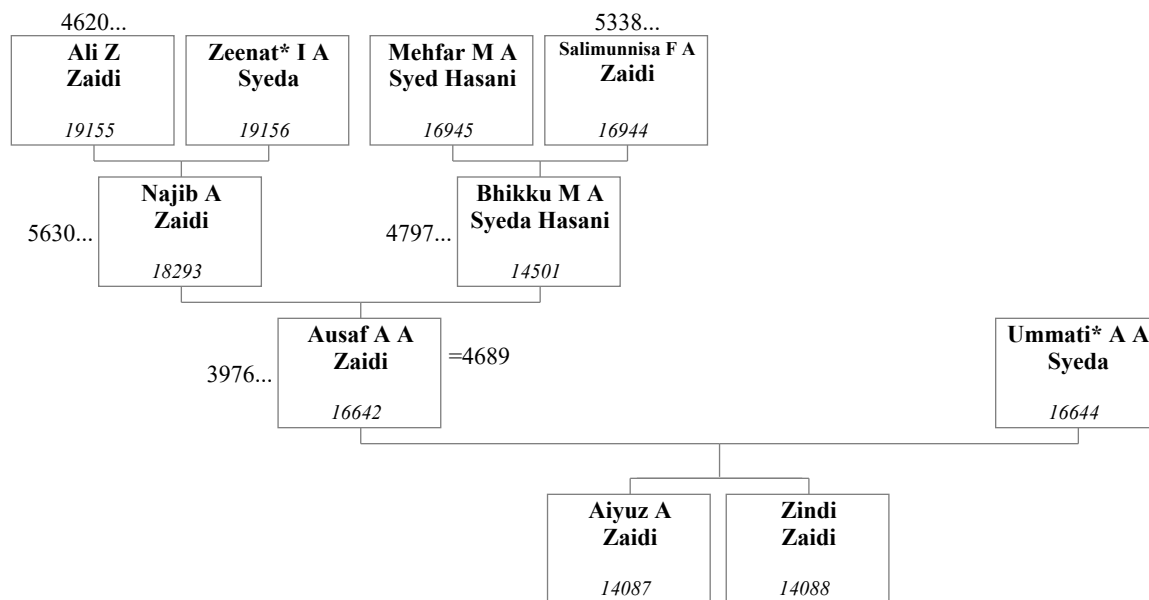 4620...
5338...
Ali Z
Zaidi
19155
Zeenat* I A
Syeda
19156
Mehfar M A
Syed Hasani
16945
Salimunnisa F A
Zaidi
16944
5630...
Najib A
Zaidi
18293
4797...
Bhikku M A
Syeda Hasani
14501
3976...
Ausaf A A
Zaidi
16642
=4689
Ummati* A A
Syeda
16644
Aiyuz A
Zaidi
14087
Zindi
Zaidi
14088